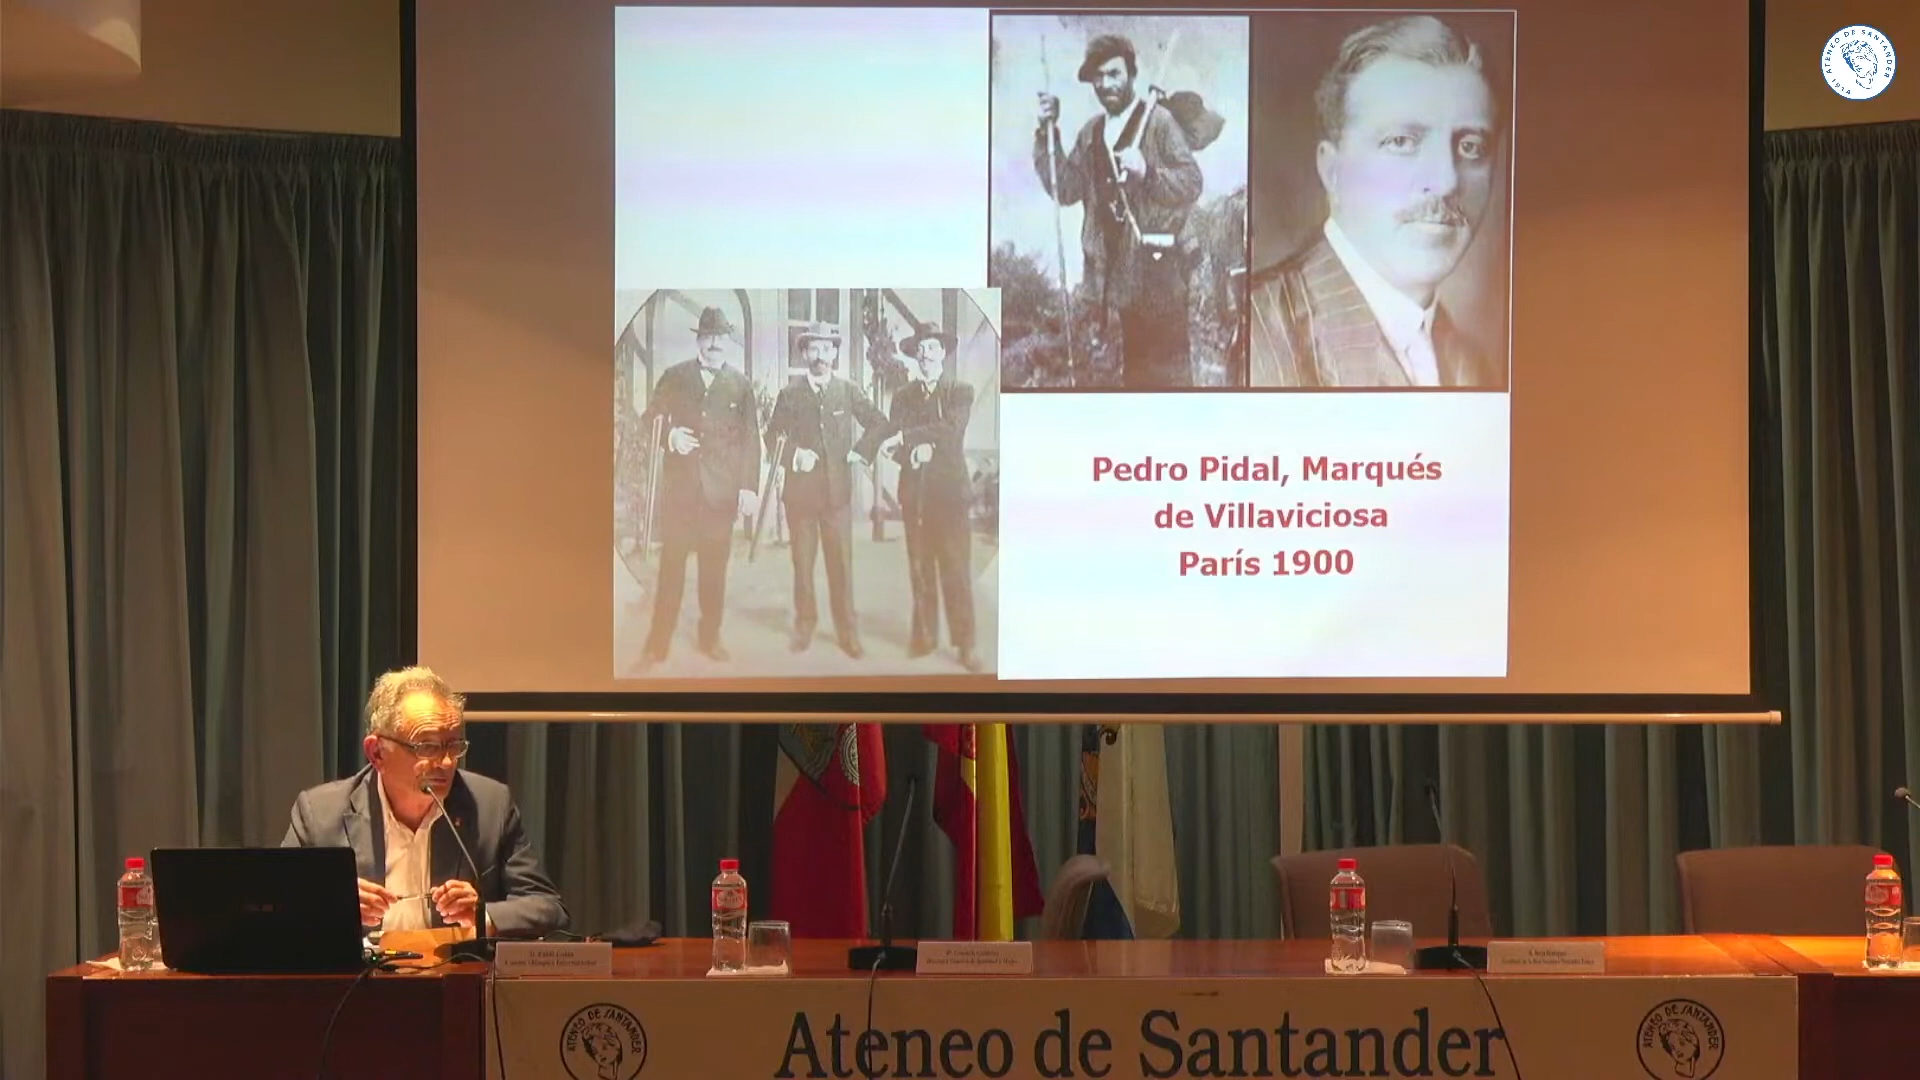 ATENEO DE SANTANDER
1914
Pedro Pidal, Marqués
de Villaviciosa
París 1900
Ateneo de Santander
ATENEO DE SANTANDER
ATENEO DE SANTANDER